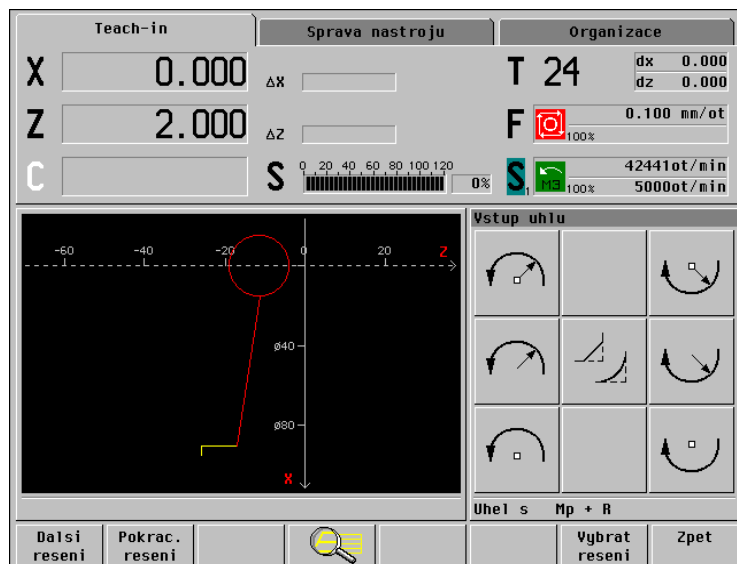 Teach-in
Sprava nastroju
Organizace
X 0.000 ΔX
T 24 dx 0.000
dz 0.000
Z 2.000 ΔZ
F 100% 0.100 mm/ot
C
S 0 20 40 60 80 100 120 0%
S1 M3 100% 42441ot/min
5000ot/min
Vstup uhlu
-60 -40 -20 0 20 Z
ø40
ø80
X
Uhel s Mp + R
Dalsi reseni
Pokrac. reseni
Vybrat reseni
Zpet